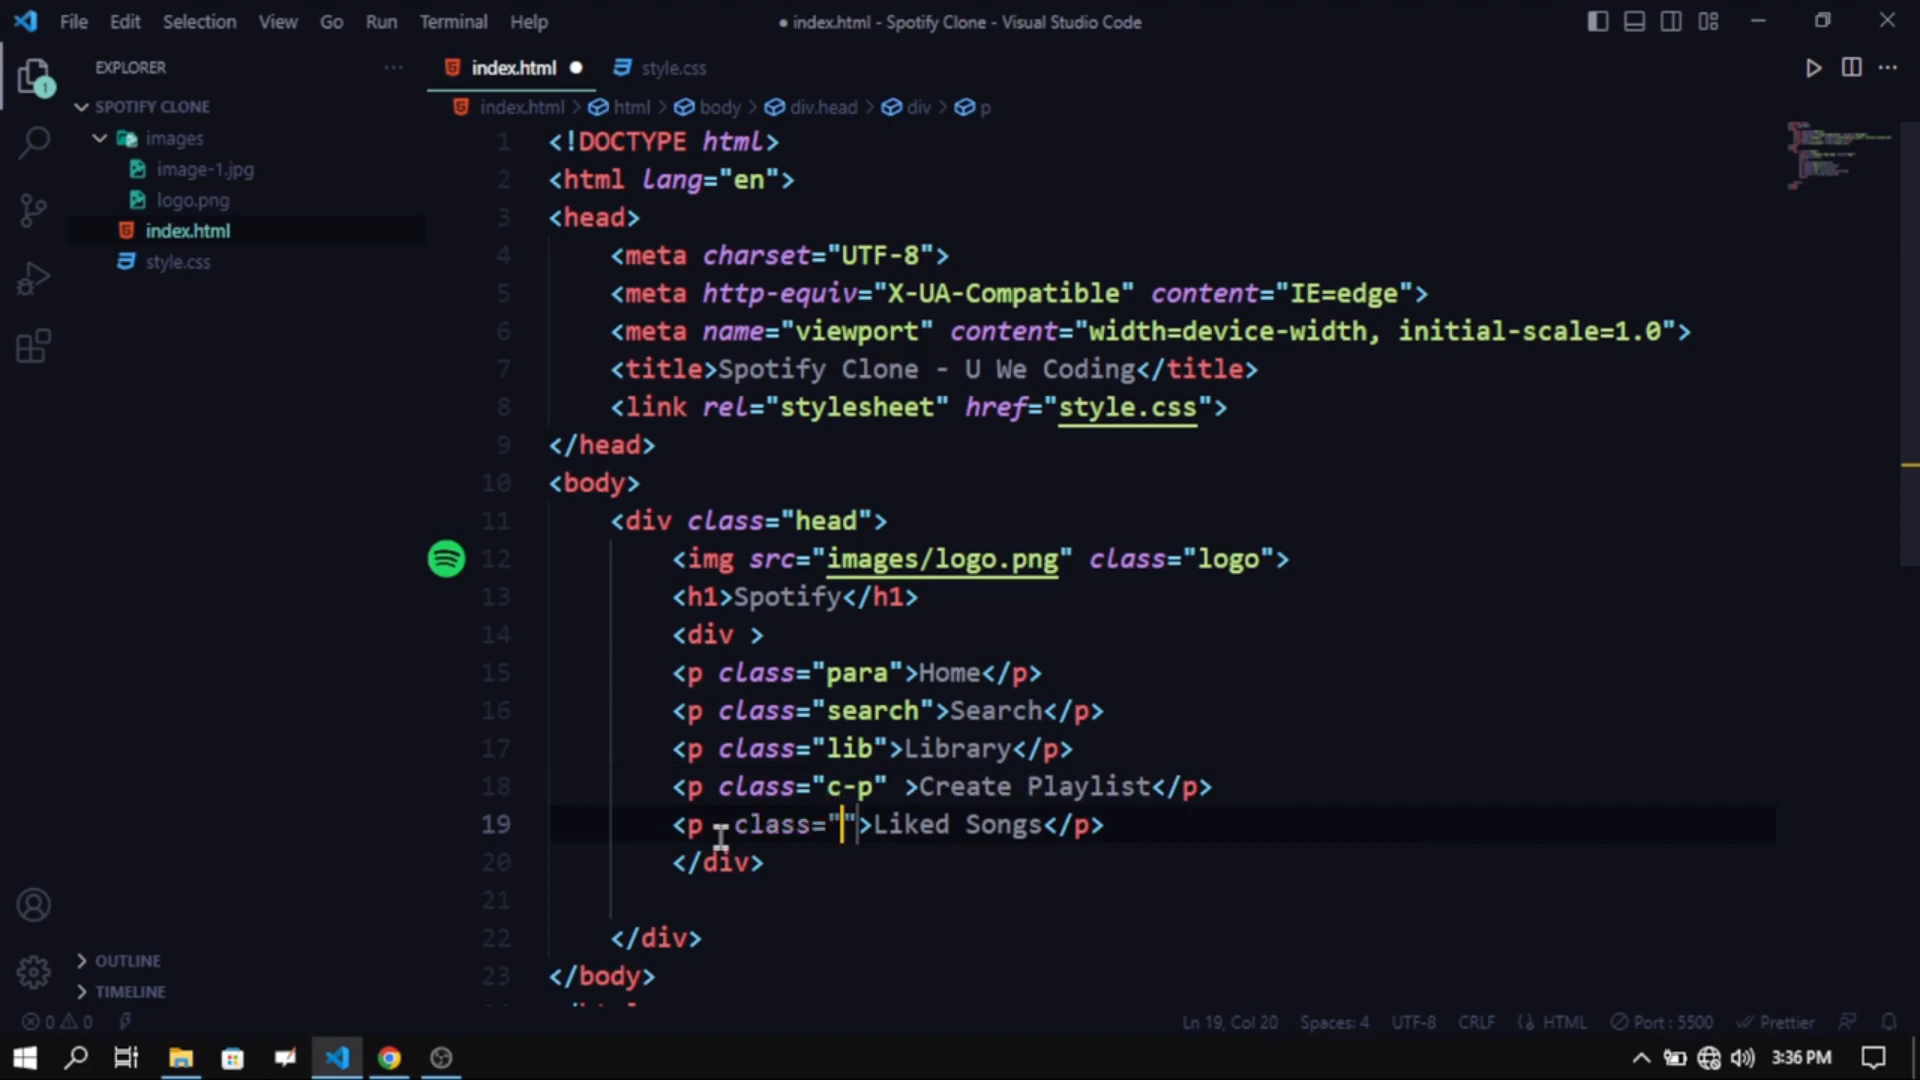 File Edit Selection View Go Run Terminal Help ● index.html - Spotify Clone - Visual Studio Code
EXPLORER
index.html ●
style.css
index.html > html > body > div.head > div > p
1
SPOTIFY CLONE
images
image-1.jpg
logo.png
index.html
style.css
1 <!DOCTYPE html>
2 <html lang="en">
3 <head>
4 <meta charset="UTF-8">
5 <meta http-equiv="X-UA-Compatible" content="IE=edge">
6 <meta name="viewport" content="width=device-width, initial-scale=1.0">
7 <title>Spotify Clone - U We Coding</title>
8 <link rel="stylesheet" href="style.css">
9 </head>
10 <body>
11 <div class="head">
12 <img src="images/logo.png" class="logo">
13 <h1>Spotify</h1>
14 <div >
15 <p class="para">Home</p>
16 <p class="search">Search</p>
17 <p class="lib">Library</p>
18 <p class="c-p" >Create Playlist</p>
19 <p  class="">Liked Songs</p>
20 </div>
21
22 </div>
23 </body>
OUTLINE
TIMELINE
0 0 Ln 19, Col 20 Spaces: 4 UTF-8 CRLF HTML Port : 5500 Prettier
3:36 PM